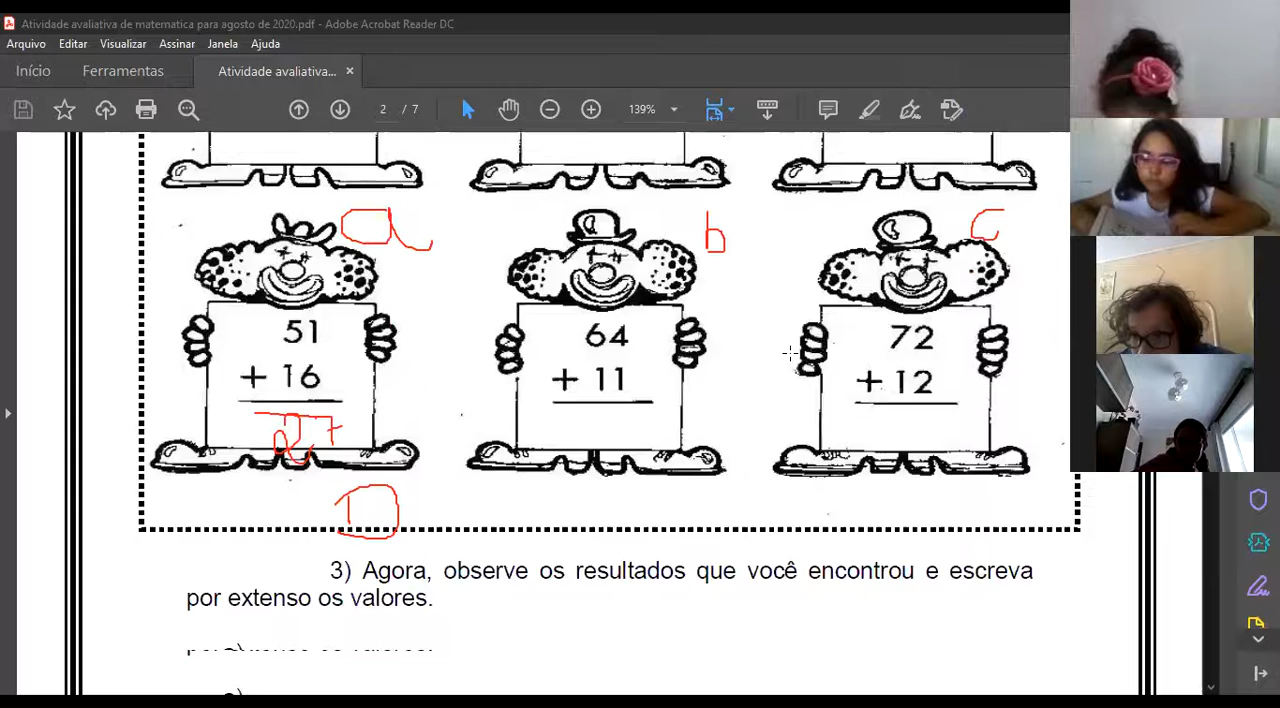 Atividade avaliativa de matematica para agosto de 2020.pdf - Adobe Acrobat Reader DC
Arquivo Editar Visualizar Assinar Janela Ajuda
Início Ferramentas Atividade avaliativa... ×
2 / 7 139%
a b c
51 64 72
+ 16 + 11 + 12
3) Agora, observe os resultados que você encontrou e escreva
por extenso os valores.